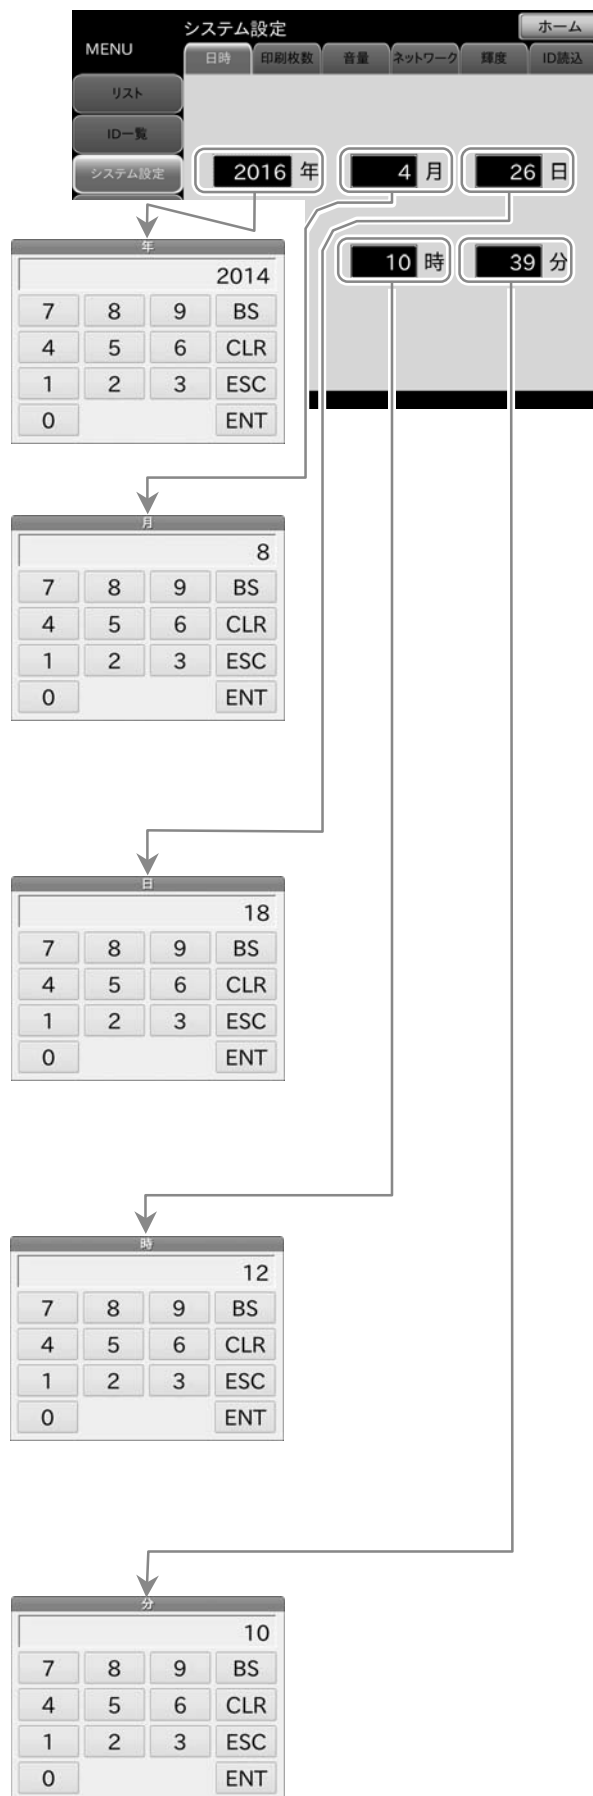 システム設定
ホーム
MENU
日時 印刷枚数 音量 ネットワーク 輝度 ID読込
リスト
ID一覧
システム設定
2016 年 4 月 26 日
10 時 39 分
年
2014
7 8 9 BS
4 5 6 CLR
1 2 3 ESC
0 ENT
月
8
7 8 9 BS
4 5 6 CLR
1 2 3 ESC
0 ENT
日
18
7 8 9 BS
4 5 6 CLR
1 2 3 ESC
0 ENT
時
12
7 8 9 BS
4 5 6 CLR
1 2 3 ESC
0 ENT
分
10
7 8 9 BS
4 5 6 CLR
1 2 3 ESC
0 ENT